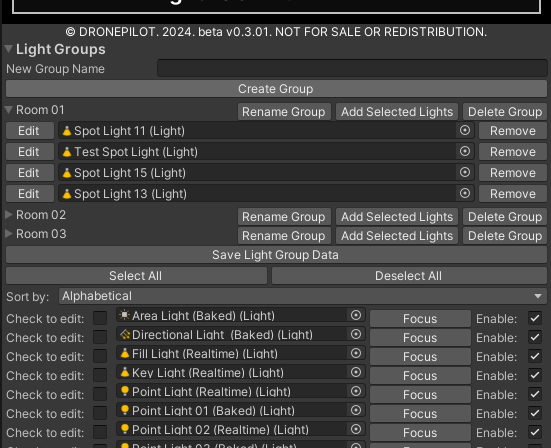 © DRONEPILOT. 2024. beta v0.3.01. NOT FOR SALE OR REDISTRIBUTION.
Light Groups
New Group Name
Create Group
Room 01 Rename Group Add Selected Lights Delete Group
Edit Spot Light 11 (Light) Remove
Edit Test Spot Light (Light) Remove
Edit Spot Light 15 (Light) Remove
Edit Spot Light 13 (Light) Remove
Room 02 Rename Group Add Selected Lights Delete Group
Room 03 Rename Group Add Selected Lights Delete Group
Save Light Group Data
Select All Deselect All
Sort by: Alphabetical
Check to edit: Area Light (Baked) (Light) Focus Enable:
Check to edit: Directional Light (Baked) (Light) Focus Enable:
Check to edit: Fill Light (Realtime) (Light) Focus Enable:
Check to edit: Key Light (Realtime) (Light) Focus Enable:
Check to edit: Point Light (Realtime) (Light) Focus Enable:
Check to edit: Point Light 01 (Baked) (Light) Focus Enable:
Check to edit: Point Light 02 (Realtime) (Light) Focus Enable: